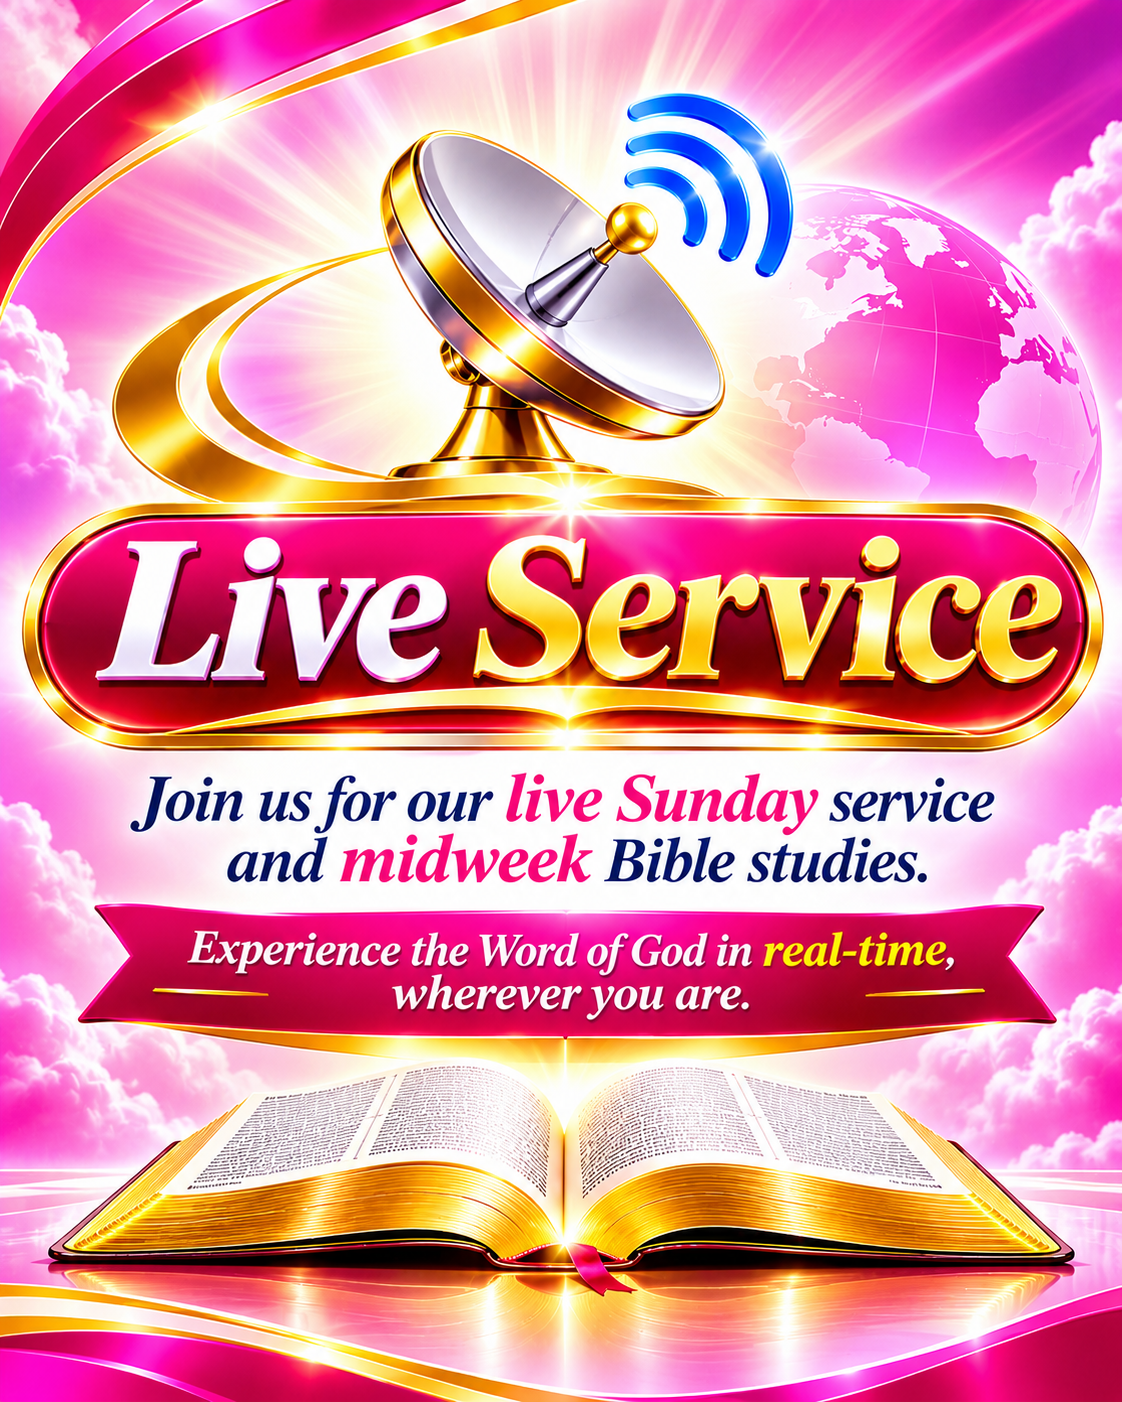 Live Service
Join us for our live Sunday service
and midweek Bible studies.
Experience the Word of God in real-time,
wherever you are.